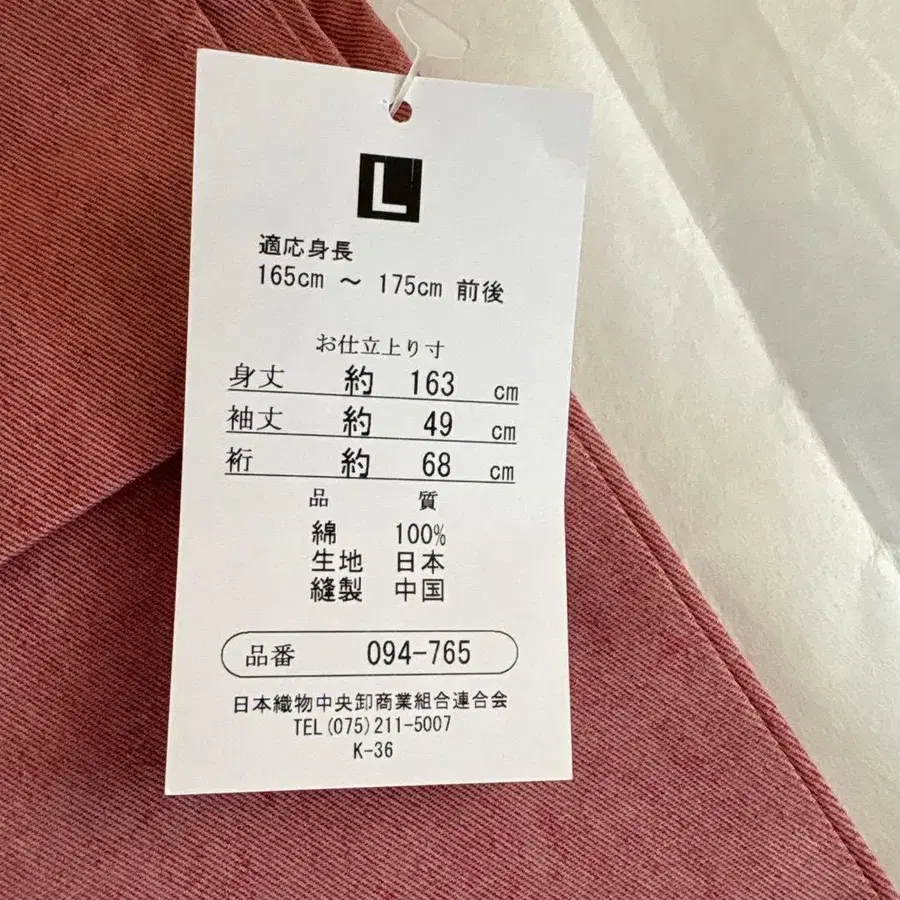 L
適応身長
165cm ～ 175cm 前後
お仕立上り寸
身丈 約 163 cm
袖丈 約 49 cm
裄 約 68 cm
品 質
綿 100%
生地 日本
縫製 中国
品番 094-765
日本織物中央卸商業組合連合会
TEL(075)211-5007
K-36